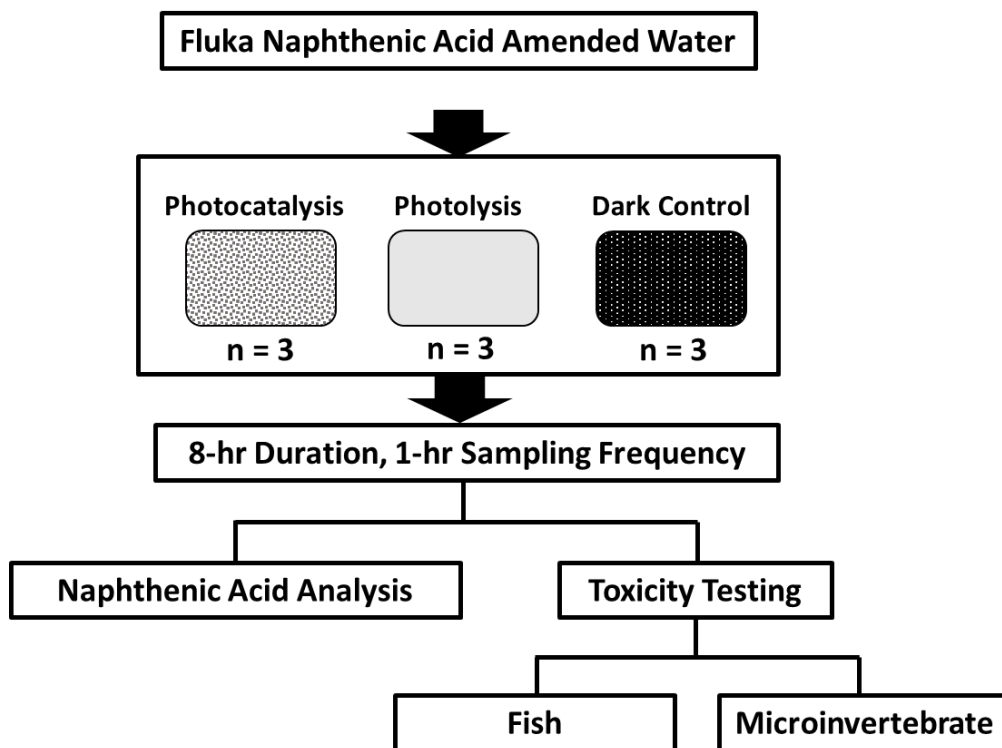 Fluka Naphthenic Acid Amended Water
Photocatalysis Photolysis Dark Control
n = 3 n = 3 n = 3
8-hr Duration, 1-hr Sampling Frequency
Naphthenic Acid Analysis Toxicity Testing
Fish Microinvertebrate